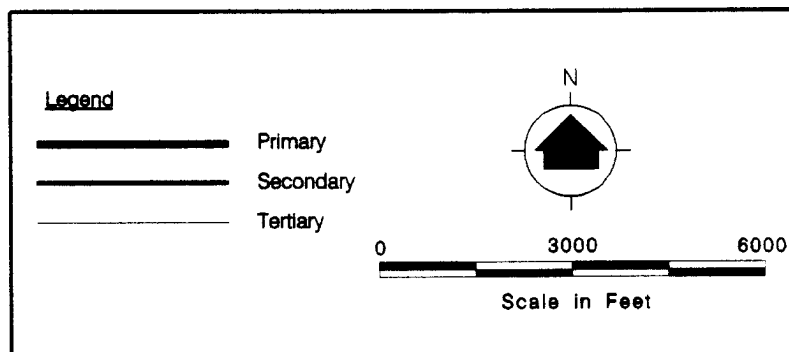 Legend
Primary
Secondary
Tertiary
N
0 3000 6000
Scale in Feet